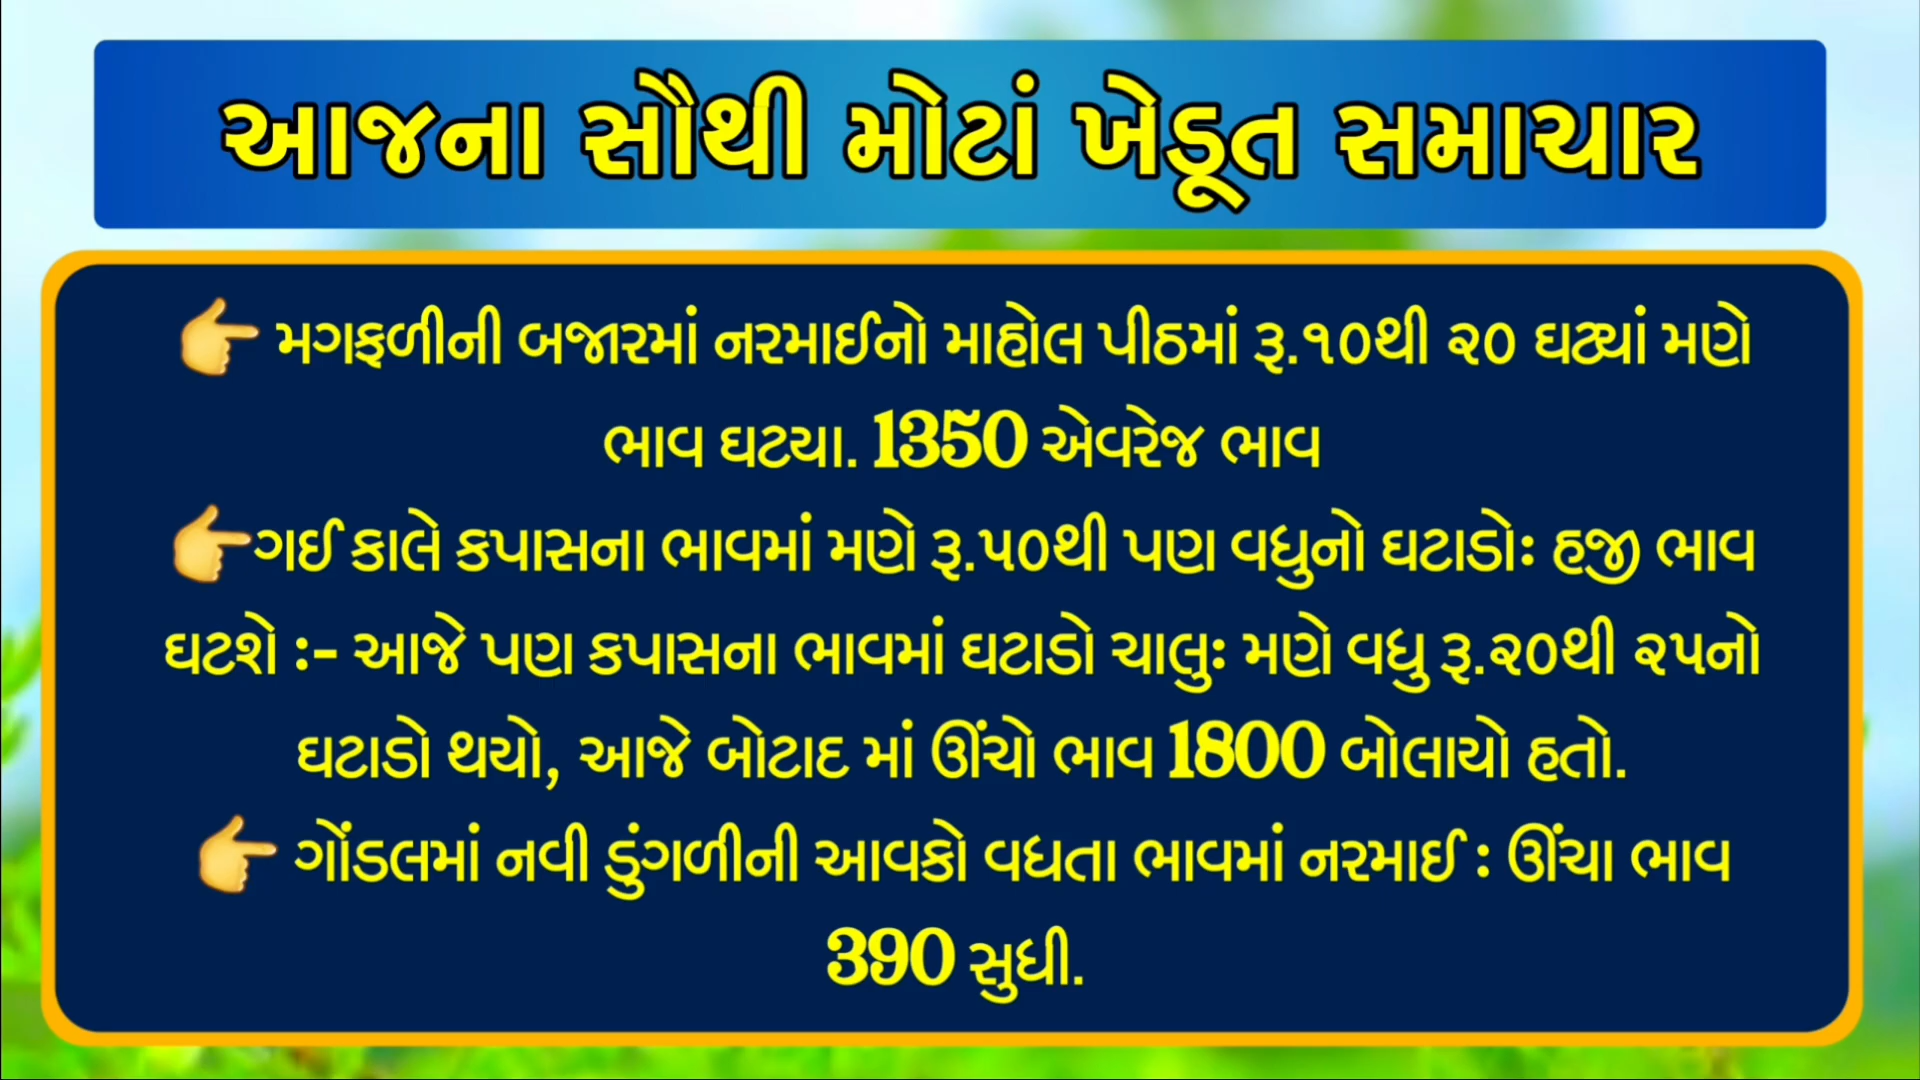 આજના સૌથી મોટાં ખેડૂત સમાચાર
👉 મગફળીની બજારમાં નરમાઈનો માહોલ પીઠમાં રૂ.૧૦થી ૨૦ ઘટ્યાં મણે
ભાવ ઘટયા. 1350 એવરેજ ભાવ
👉ગઈ કાલે કપાસના ભાવમાં મણે રૂ.૫૦થી પણ વધુનો ઘટાડોઃ હજી ભાવ
ઘટશે :- આજે પણ કપાસના ભાવમાં ઘટાડો ચાલુઃ મણે વધુ રૂ.૨૦થી ૨૫નો
ઘટાડો થયો, આજે બોટાદ માં ઊંચો ભાવ 1800 બોલાયો હતો.
👉 ગોંડલમાં નવી ડુંગળીની આવકો વધતા ભાવમાં નરમાઈ : ઊંચા ભાવ
390 સુધી.